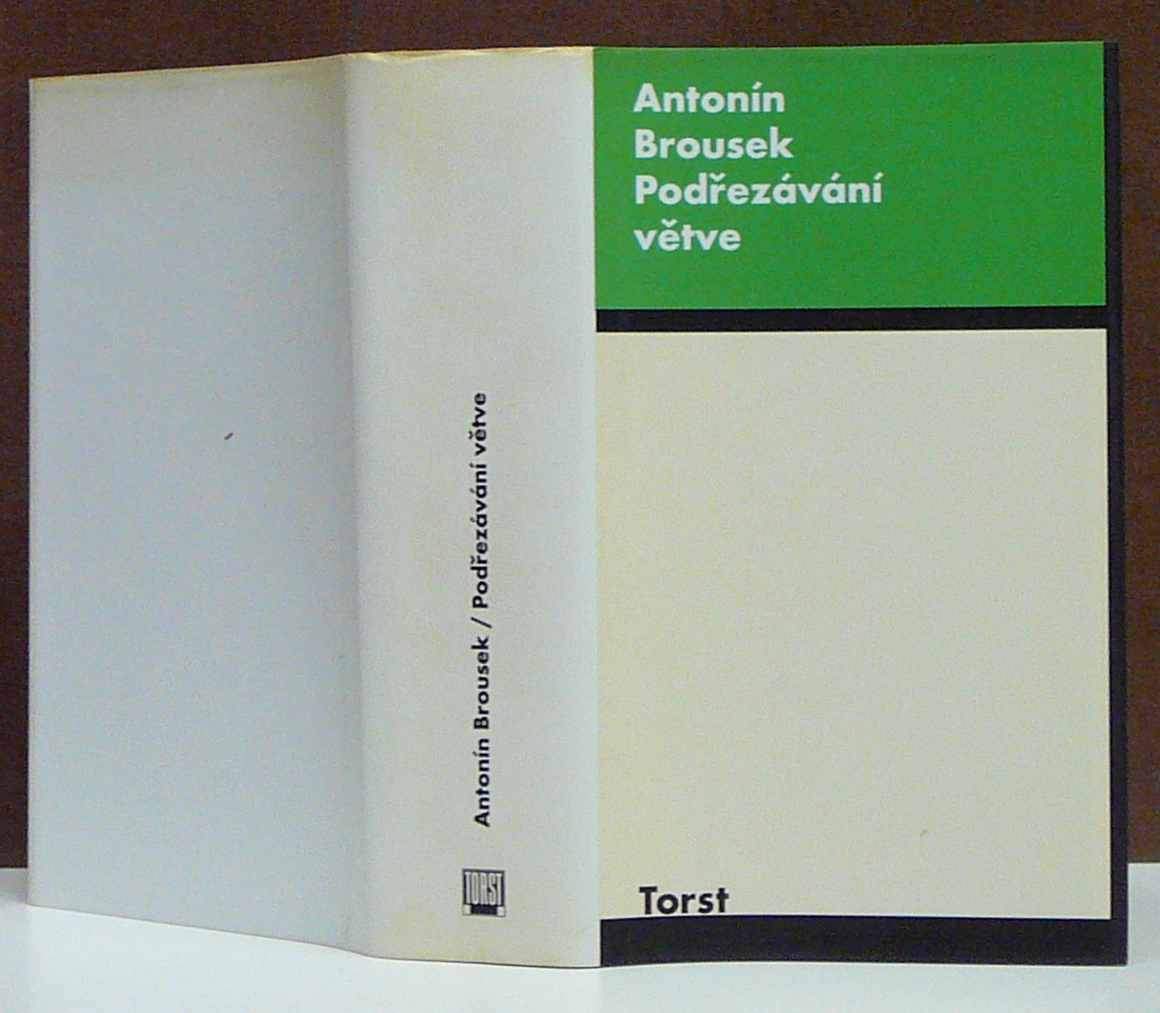 Antonín
Brousek
Podřezávání
větve
Torst
Antonín Brousek / Podřezávání větve
TORST